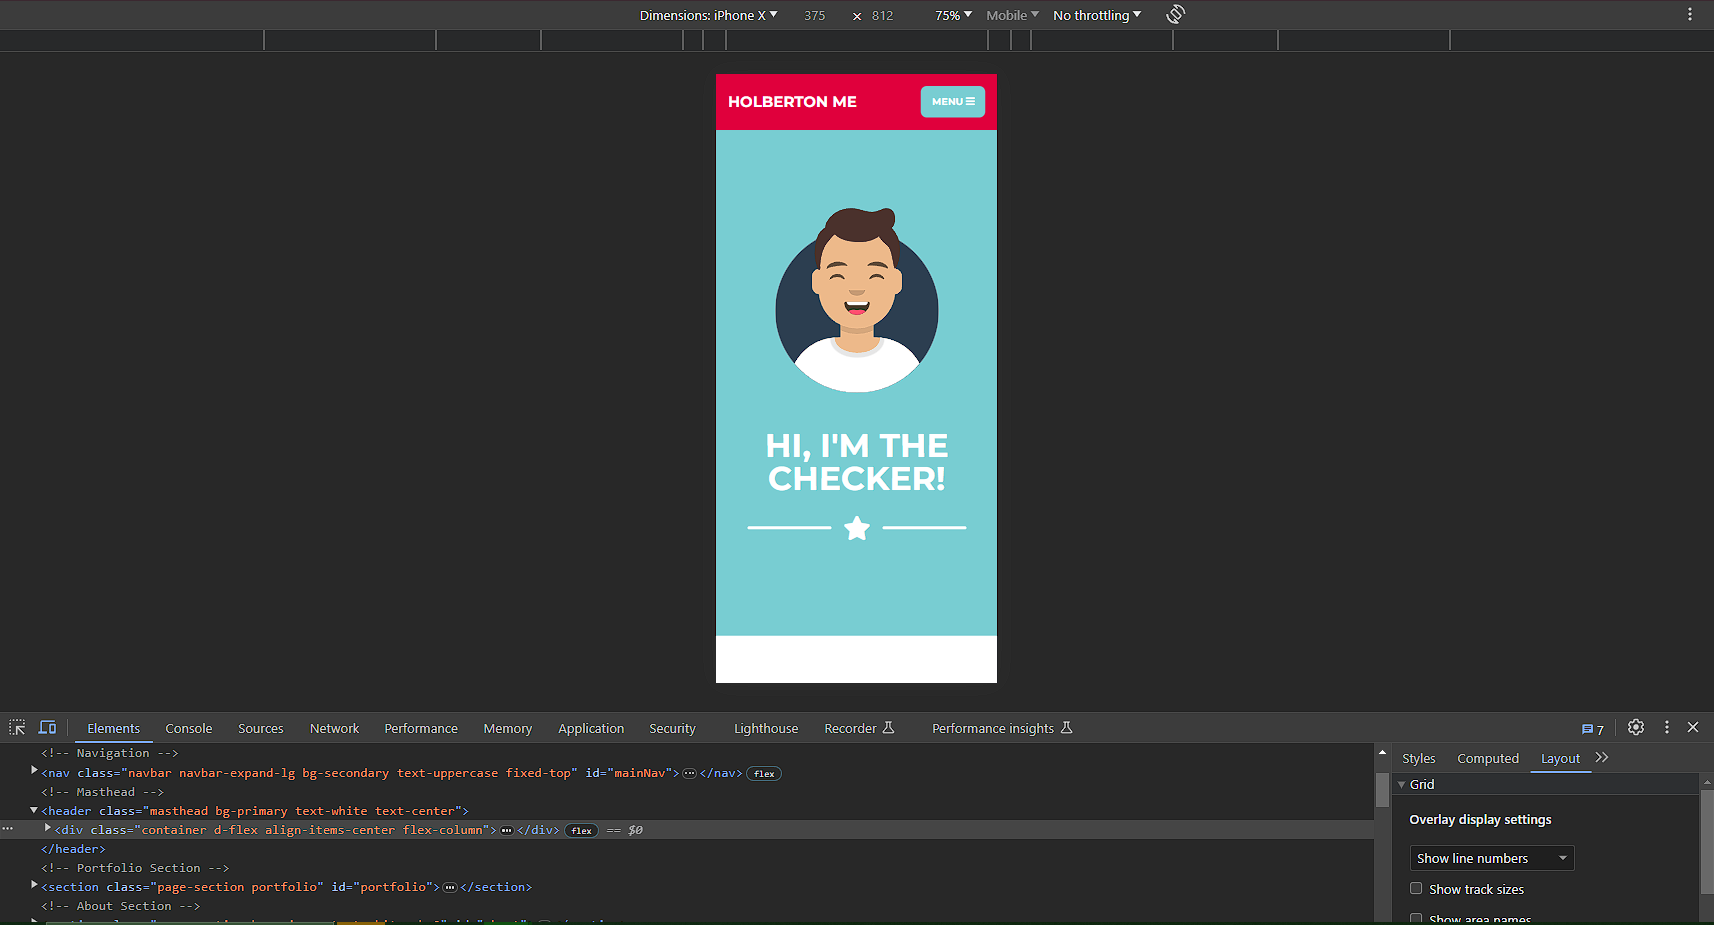 Dimensions: iPhone X 375 × 812 75% Mobile No throttling
HOLBERTON ME
MENU
HI, I'M THE
CHECKER!
Elements Console Sources Network Performance Memory Application Security Lighthouse Recorder Performance insights 7
<!-- Navigation -->
<nav class="navbar navbar-expand-lg bg-secondary text-uppercase fixed-top" id="mainNav">…</nav> flex
<!-- Masthead -->
<header class="masthead bg-primary text-white text-center">
… <div class="container d-flex align-items-center flex-column">…</div> flex == $0
</header>
<!-- Portfolio Section -->
<section class="page-section portfolio" id="portfolio">…</section>
<!-- About Section -->
Styles Computed Layout
Grid
Overlay display settings
Show line numbers
Show track sizes
Show area names